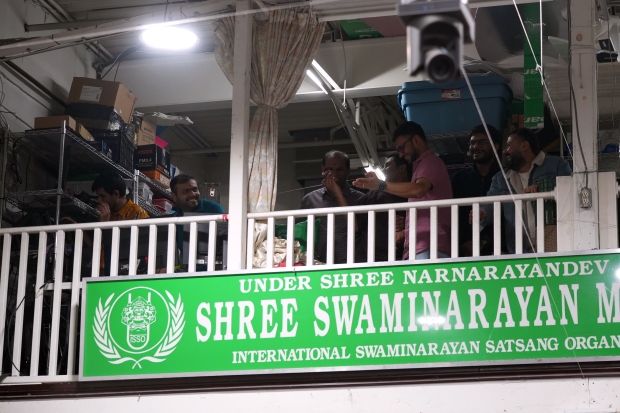 UNDER SHREE NARNARAYANDEV
SHREE SWAMINARAYAN M
INTERNATIONAL SWAMINARAYAN SATSANG ORGAN
ISSO